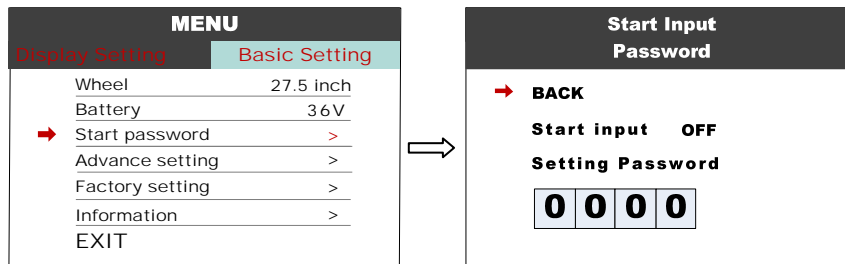 MENU
Display Setting Basic Setting
Wheel 27.5 inch
Battery 36V
Start password >
Advance setting >
Factory setting >
Information >
EXIT
Start Input
Password
BACK
Start input OFF
Setting Password
0 0 0 0